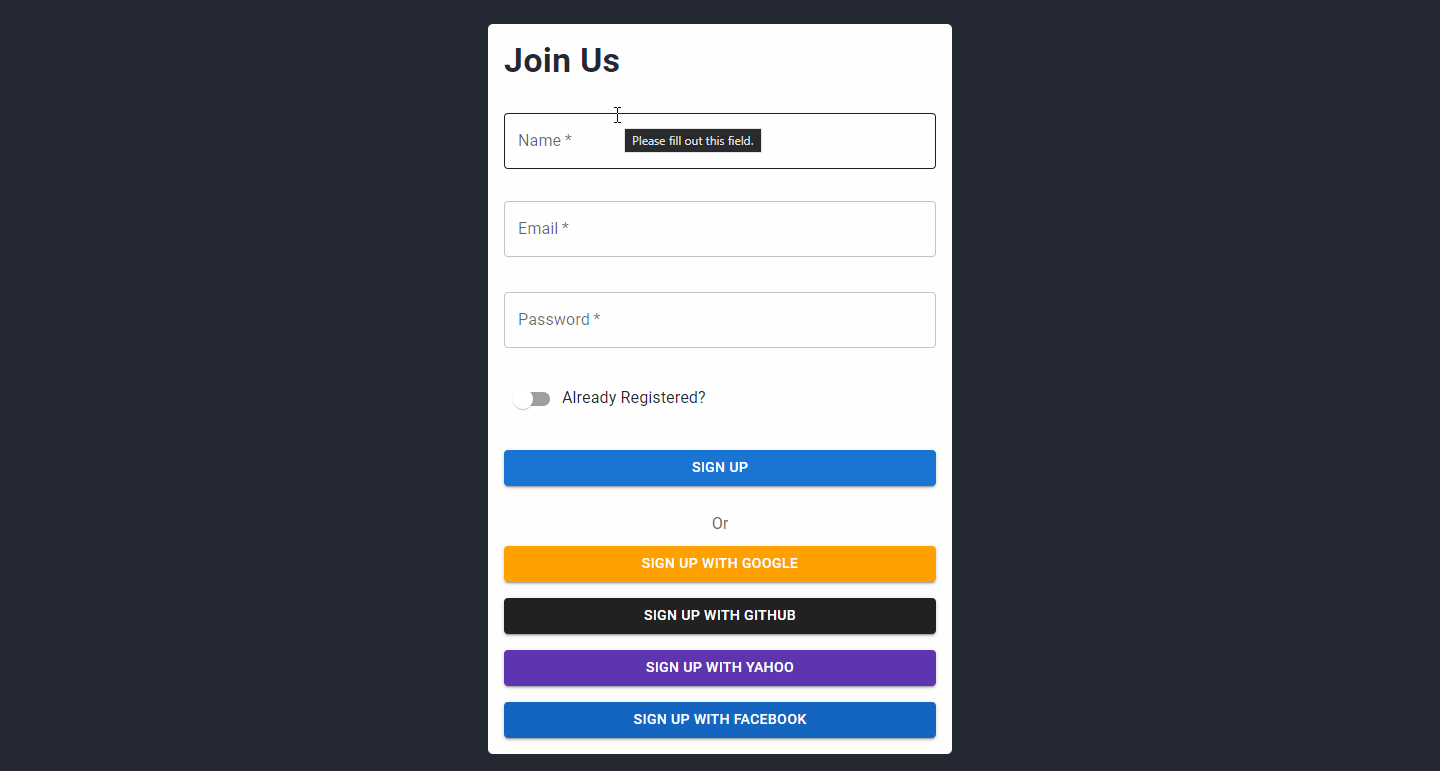 Join Us
Name *
Please fill out this field.
Email *
Password *
Already Registered?
SIGN UP
Or
SIGN UP WITH GOOGLE
SIGN UP WITH GITHUB
SIGN UP WITH YAHOO
SIGN UP WITH FACEBOOK